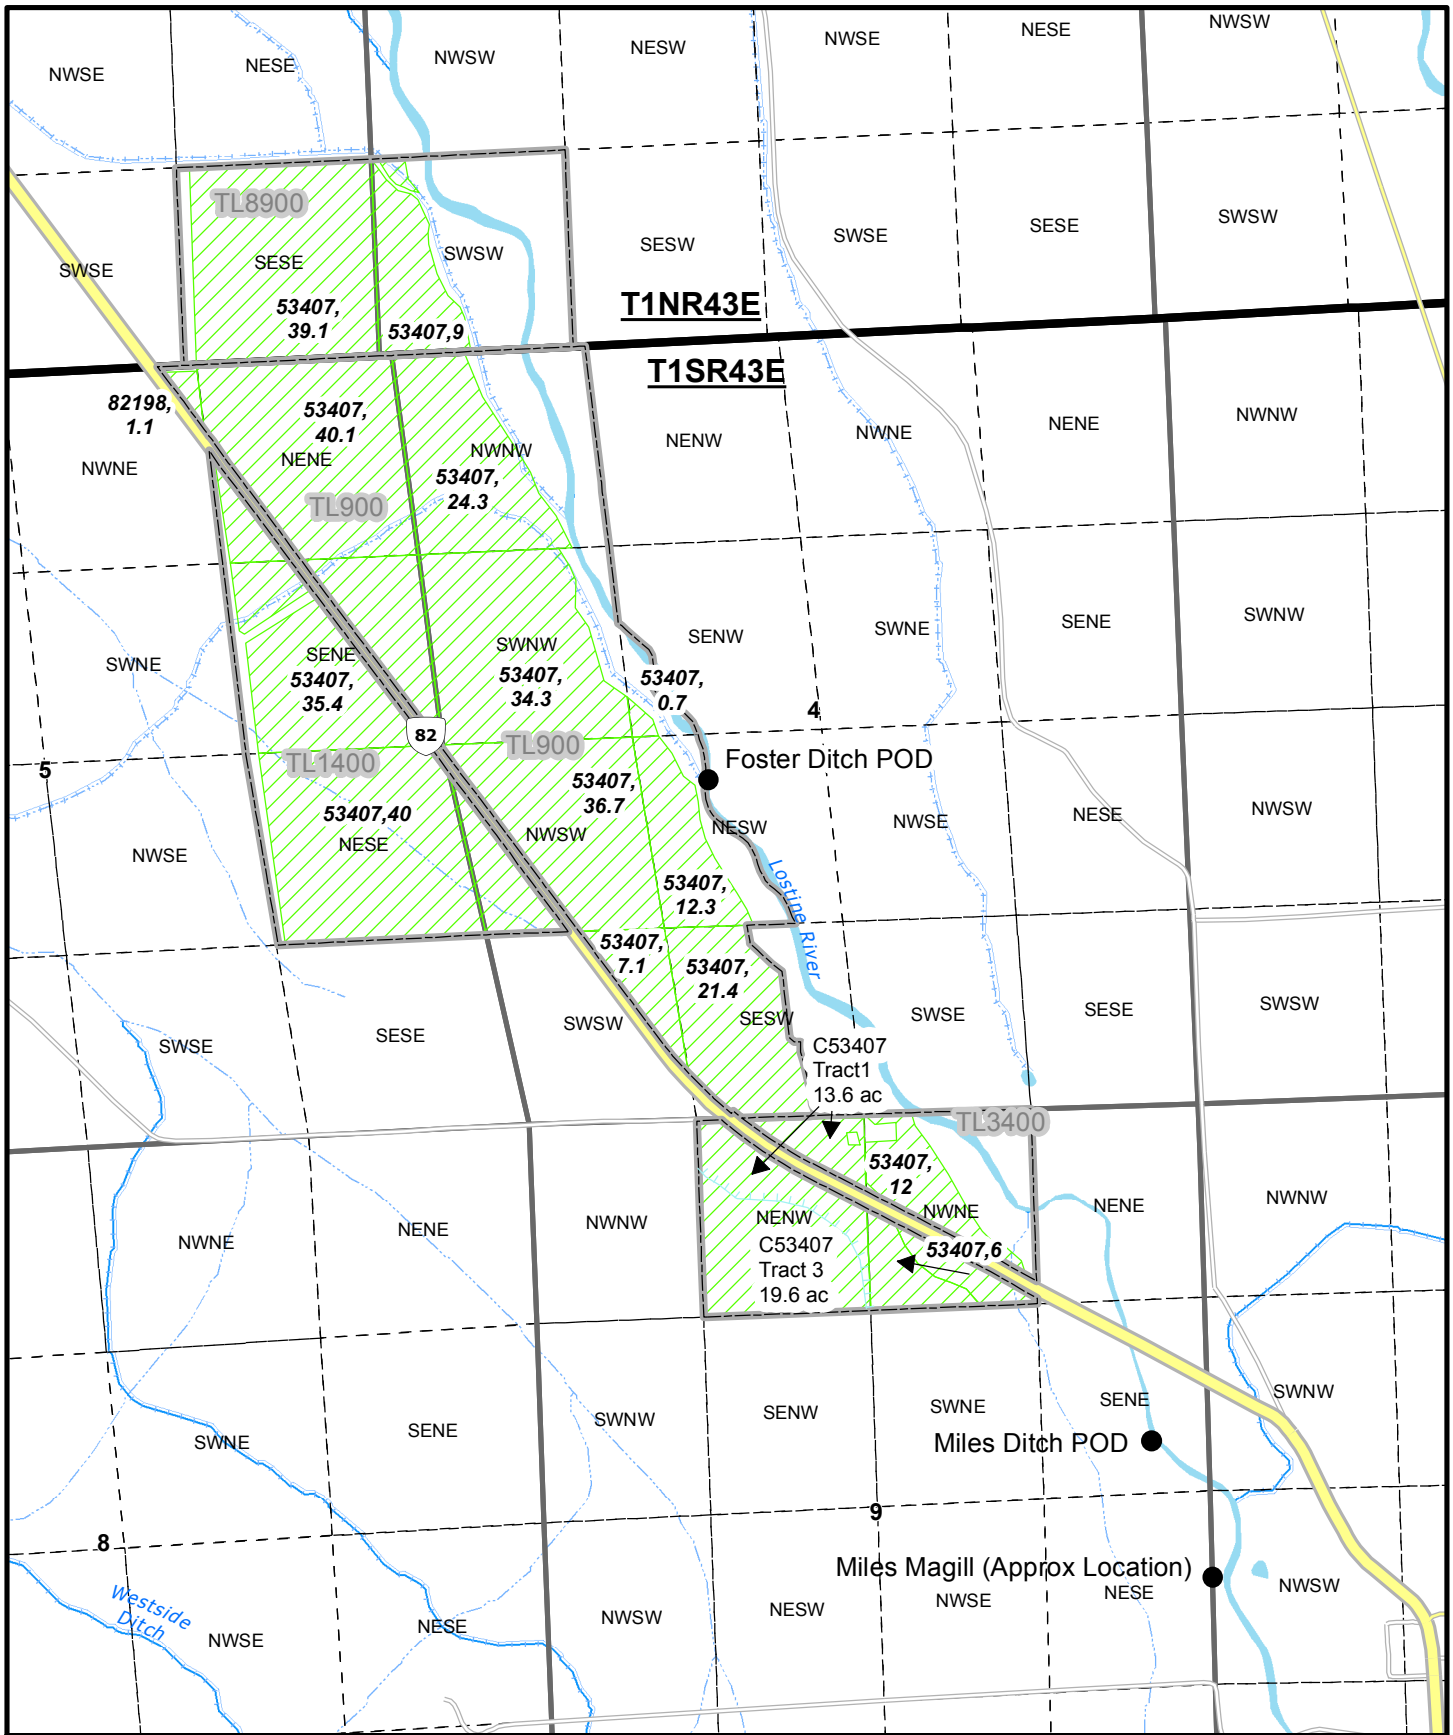 NWSE
NESE
NWSW
NESW
NWSE
NESE
NWSW
TL8900
SWSE
SESE
SWSW
SESW
SWSE
SESE
SWSW
53407,
39.1
53407,9
T1NR43E
T1SR43E
82198,
1.1
53407,
40.1
NWNE
NENE
NWNW
53407,
24.3
NENW
NWNE
NENE
NWNW
TL900
SWNE
SENE
53407,
35.4
SWNW
53407,
34.3
SENW
53407,
0.7
SWNE
SENE
SWNW
4
82
TL900
TL1400
5
Foster Ditch POD
53407,
36.7
53407,40
NWSE
NESE
NWSW
NESW
NWSE
NESE
NWSW
Lostine River
53407,
12.3
53407,
7.1
53407,
21.4
SWSE
SESE
SWSW
SESW
SWSE
SESE
SWSW
C53407
Tract1
13.6 ac
TL3400
53407,
12
NWNE
NENE
NWNW
NENW
NWNE
NENE
NWNW
C53407
Tract 3
19.6 ac
53407,6
SWNE
SENE
SWNW
SENW
SWNE
SENE
SWNW
Miles Ditch POD
8
9
Miles Magill (Approx Location)
Westside
Ditch
NWSE
NESE
NWSW
NESW
NWSE
NESE
NWSW